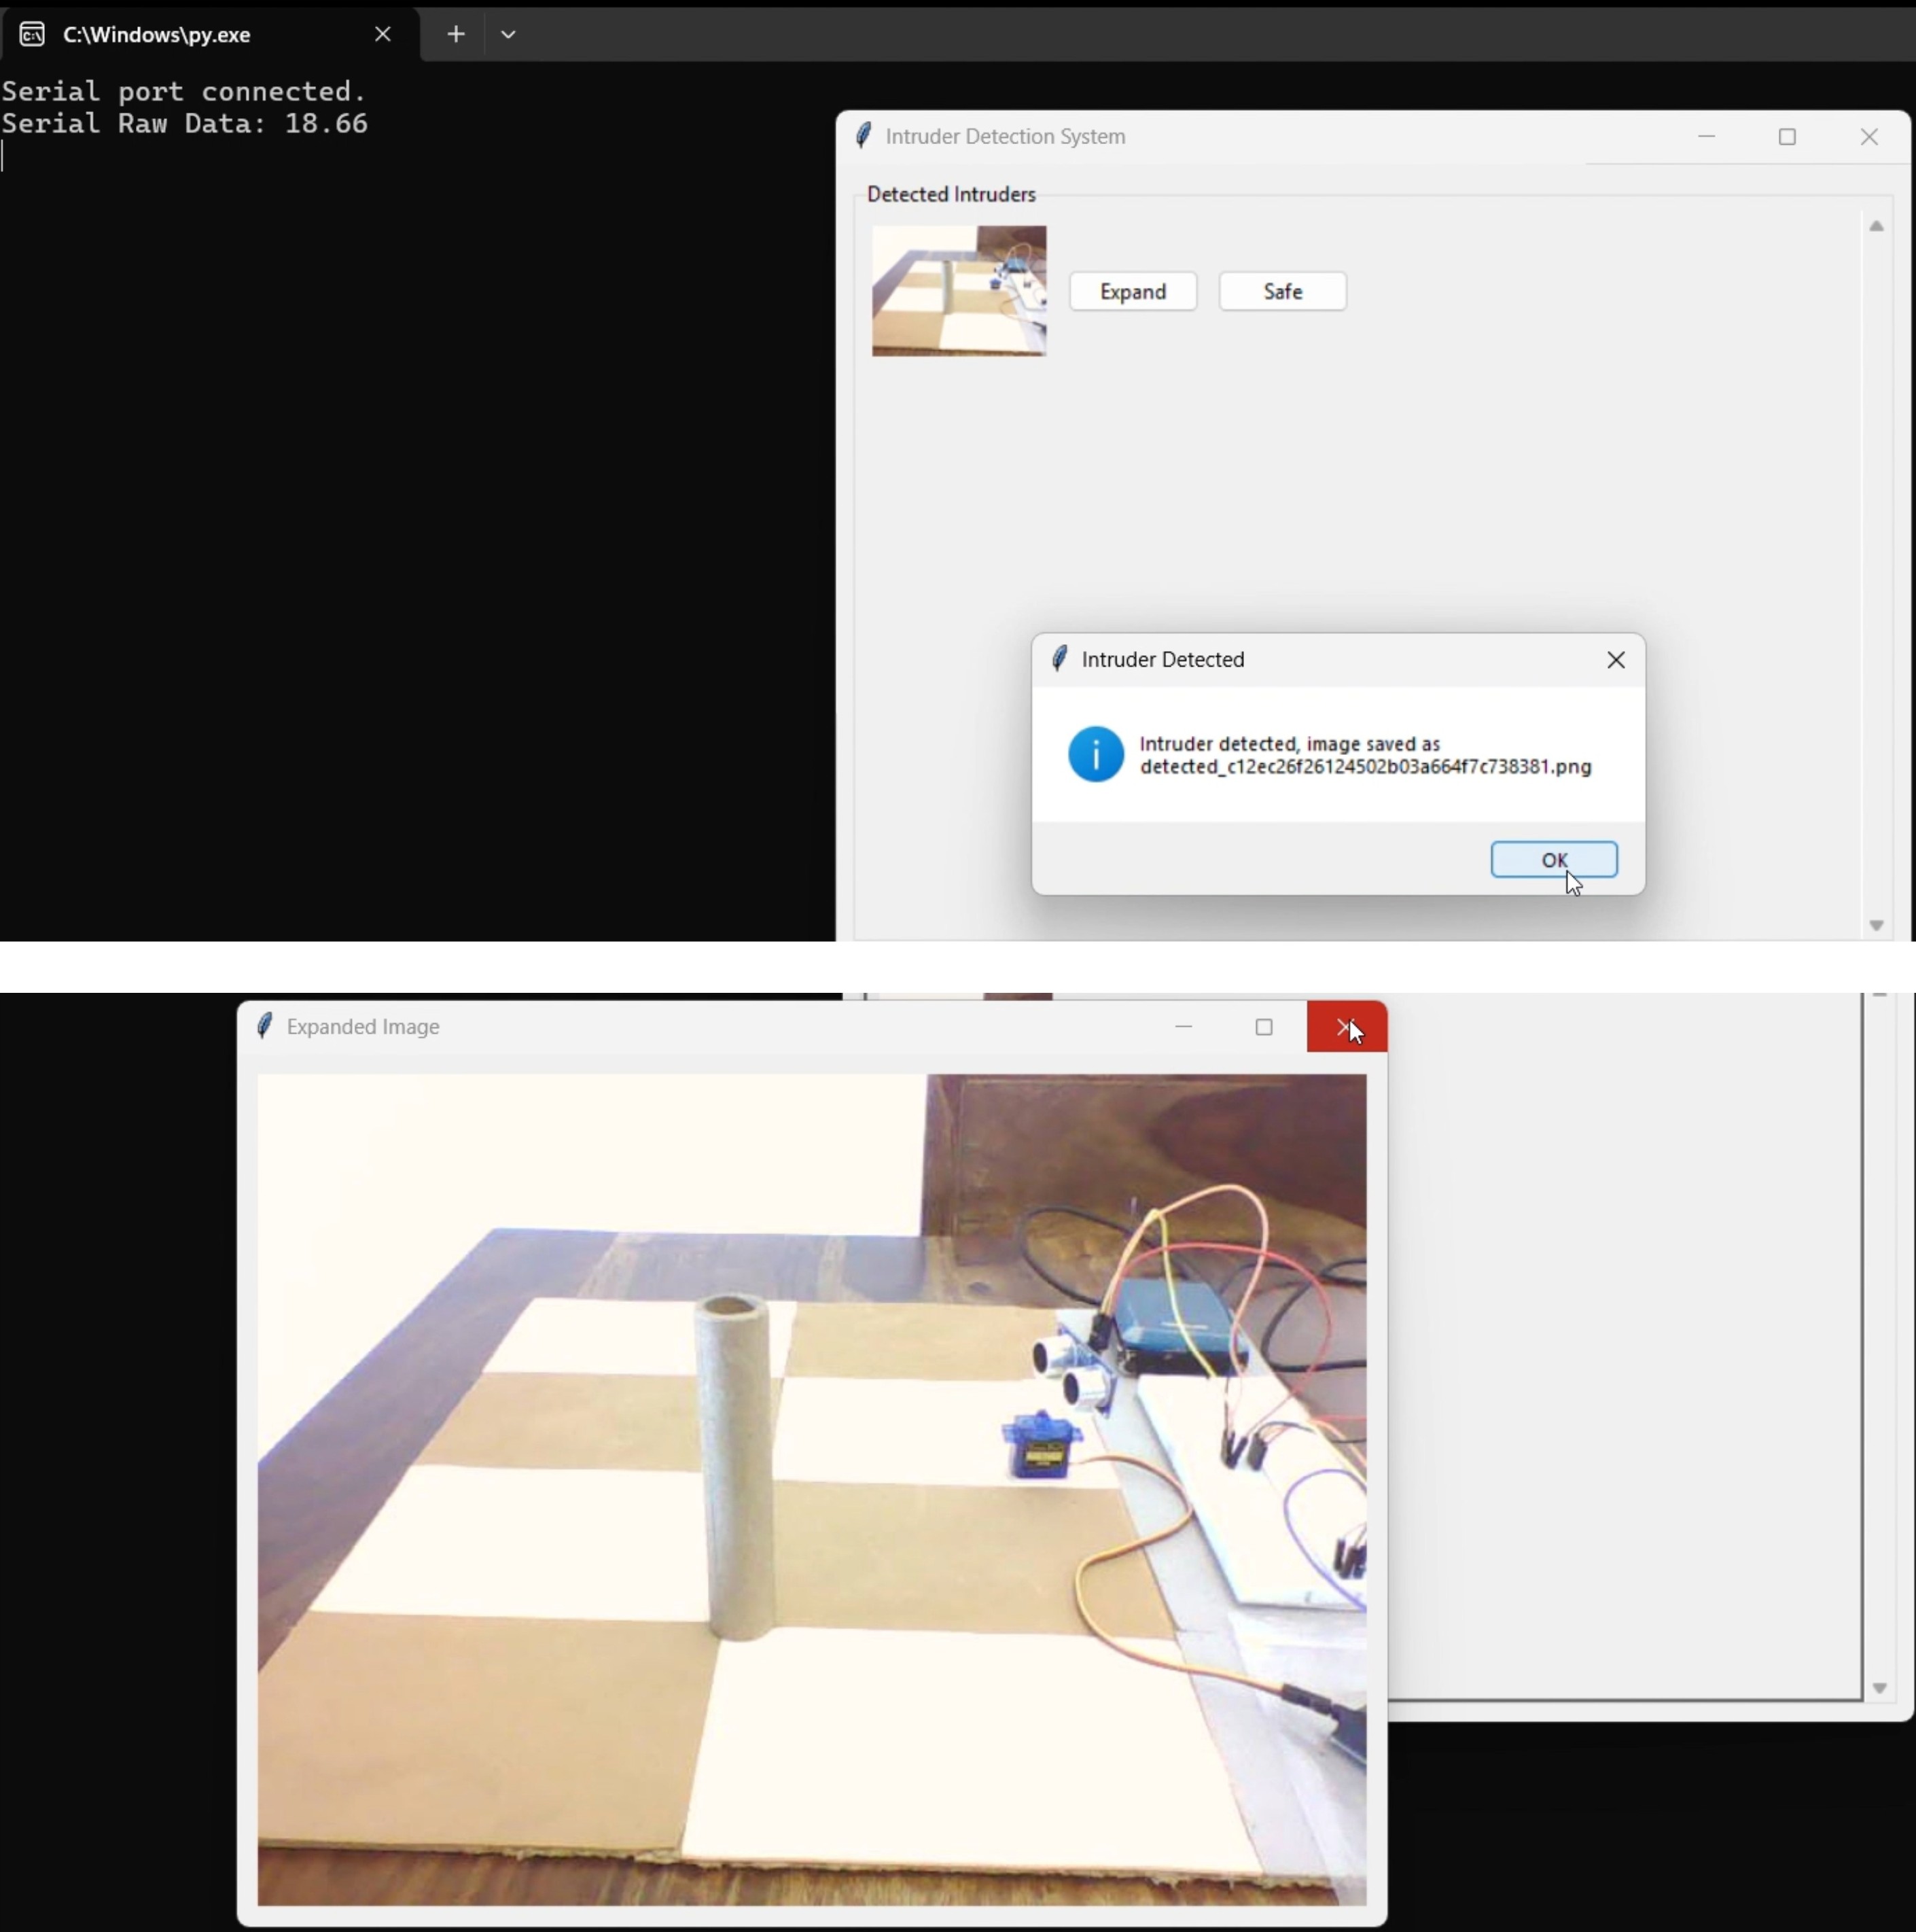 C:\Windows\py.exe
Serial port connected.
Serial Raw Data: 18.66
Intruder Detection System
Detected Intruders
Expand
Safe
Intruder Detected
Intruder detected, image saved as
detected_c12ec26f26124502b03a664f7c738381.png
OK
Expanded Image